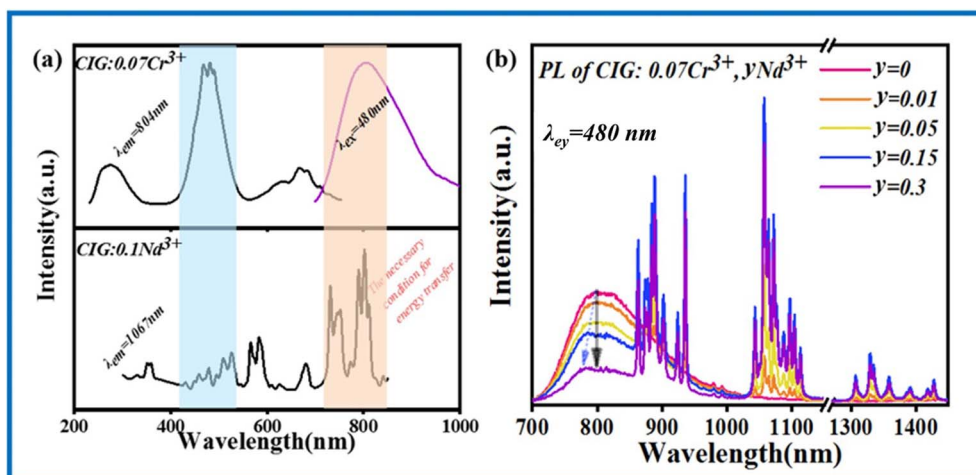 (a)
CIG:0.07Cr³⁺
λem=804nm
λex=480nm
CIG:0.1Nd³⁺
λem=1067nm
The necessary
condition for
energy transfer
Intensity(a.u.)
200 400 600 800 1000
Wavelength(nm)
(b)
PL of CIG: 0.07Cr³⁺, yNd³⁺
λey=480 nm
y=0
y=0.01
y=0.05
y=0.15
y=0.3
Intensity(a.u.)
700 800 900 1000 1100 1300 1400
Wavelength(nm)